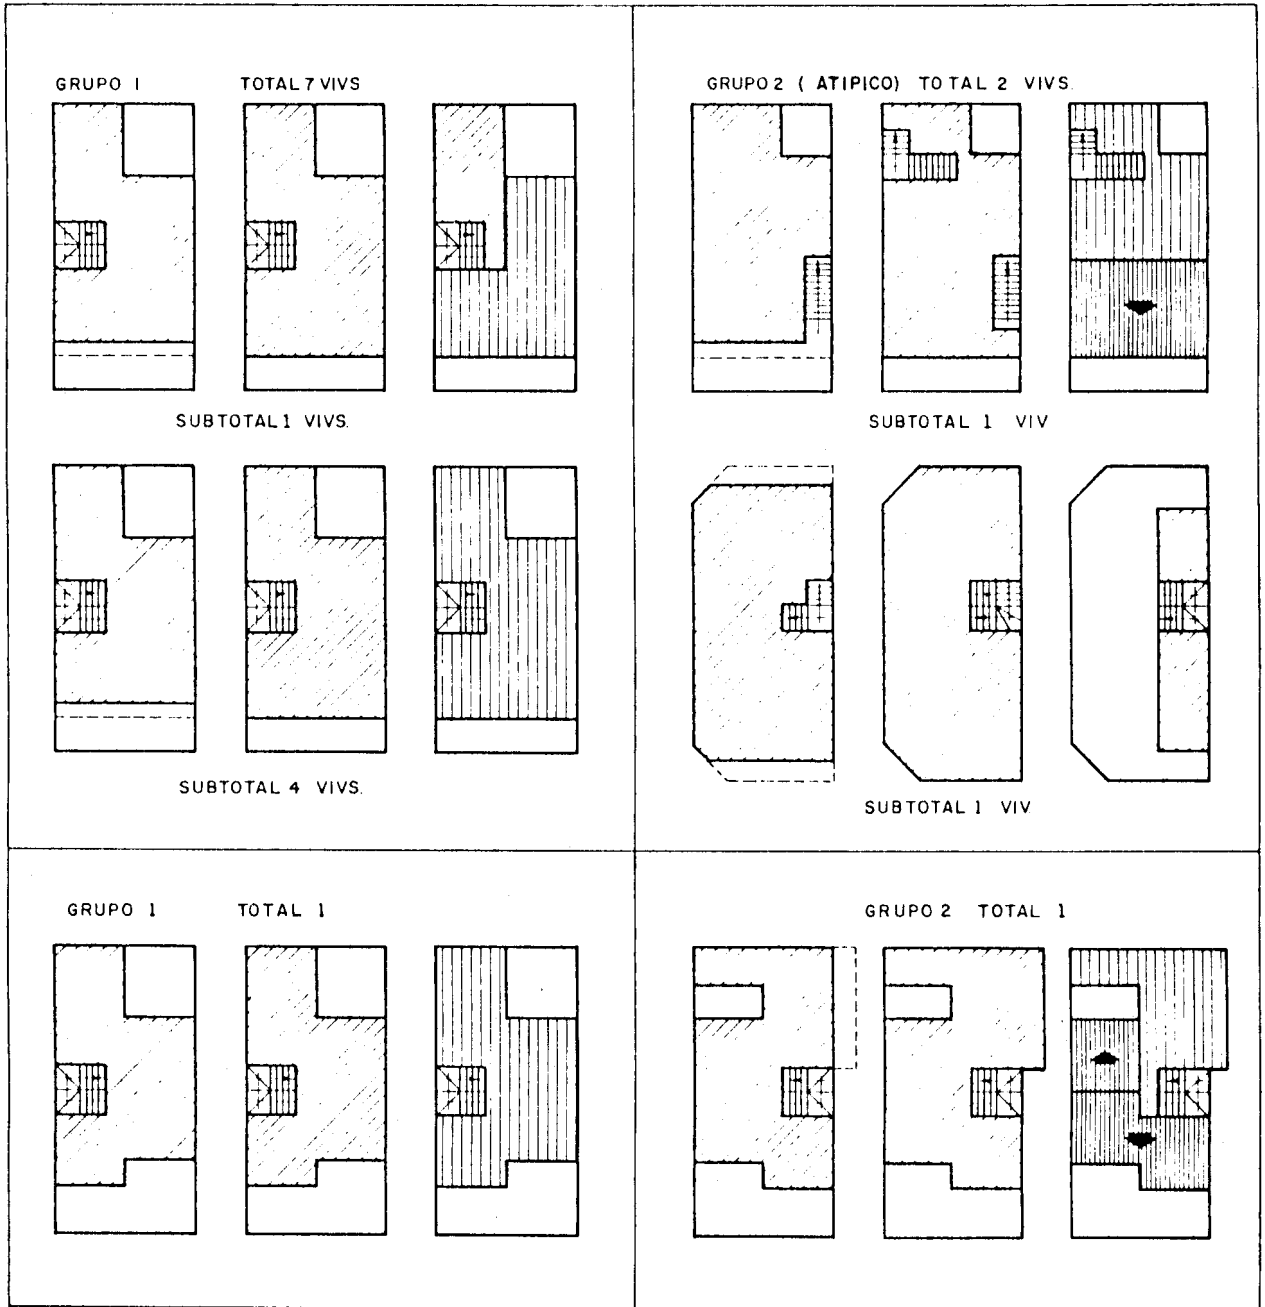 GRUPO 1 TOTAL 7 VIVS
SUBTOTAL 1 VIVS.
SUBTOTAL 4 VIVS.
GRUPO 2 ( ATIPICO) TOTAL 2 VIVS.
SUBTOTAL 1 VIV
SUBTOTAL 1 VIV
GRUPO 1 TOTAL 1
GRUPO 2 TOTAL 1